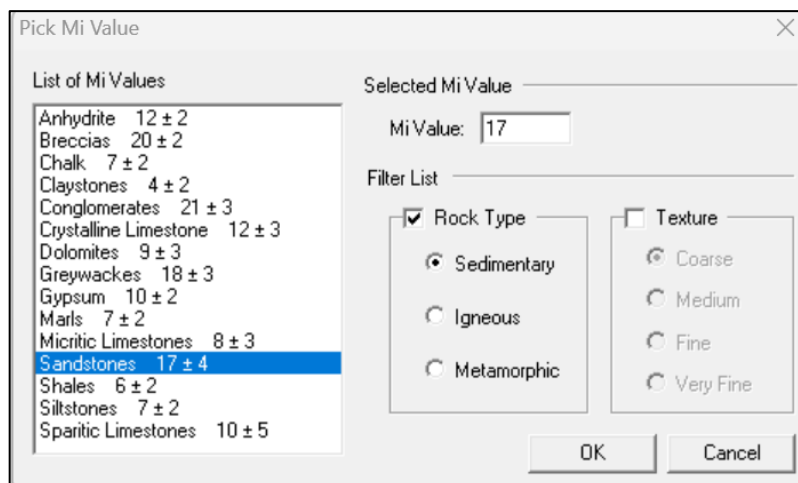 Pick Mi Value
List of Mi Values
Anhydrite 12 ± 2
Breccias 20 ± 2
Chalk 7 ± 2
Claystones 4 ± 2
Conglomerates 21 ± 3
Crystalline Limestone 12 ± 3
Dolomites 9 ± 3
Greywackes 18 ± 3
Gypsum 10 ± 2
Marls 7 ± 2
Micritic Limestones 8 ± 3
Sandstones 17 ± 4
Shales 6 ± 2
Siltstones 7 ± 2
Sparitic Limestones 10 ± 5
Selected Mi Value
Mi Value: 17
Filter List
Rock Type
Sedimentary
Igneous
Metamorphic
Texture
Coarse
Medium
Fine
Very Fine
OK
Cancel